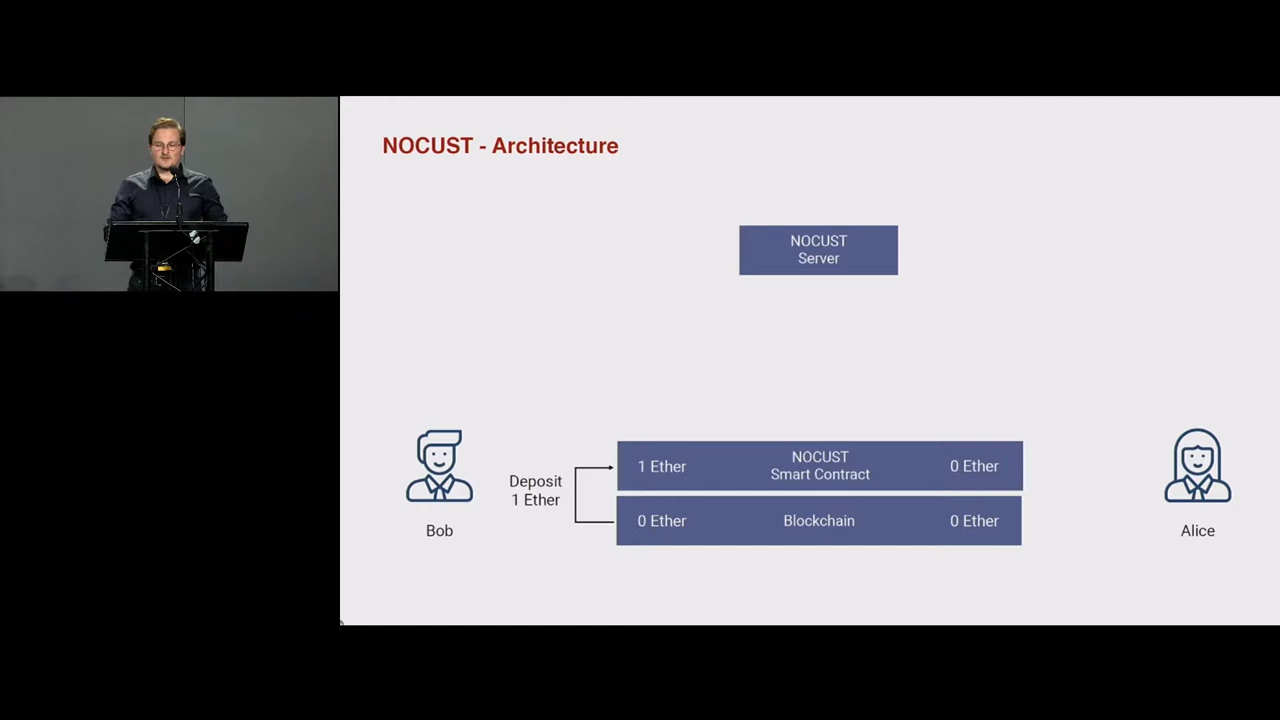 NOCUST - Architecture
NOCUST
Server
Deposit
1 Ether
1 Ether
NOCUST
Smart Contract
0 Ether
0 Ether
Blockchain
0 Ether
Bob
Alice